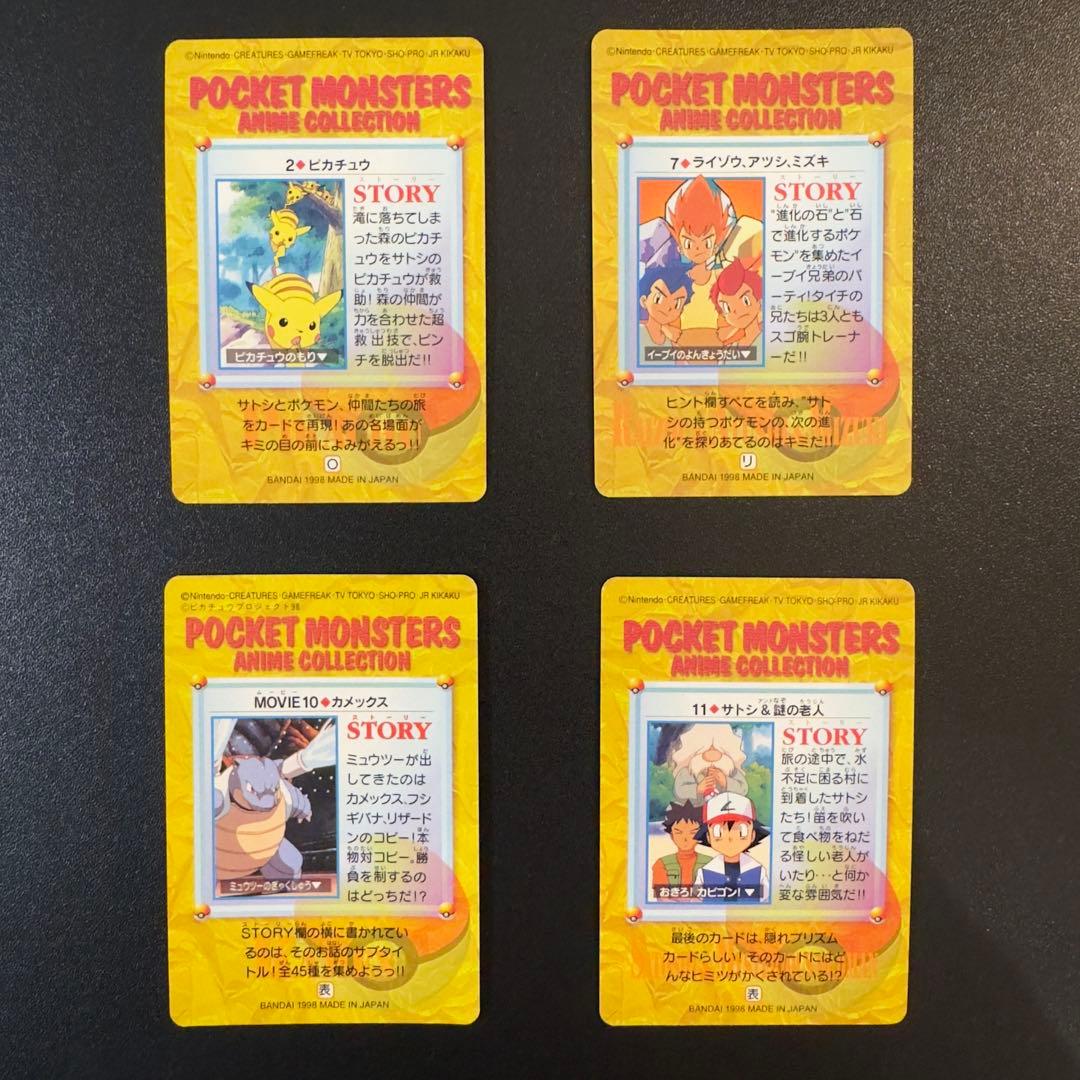 ©Nintendo·CREATURES·GAMEFREAK·TV TOKYO·SHO-PRO·JR KIKAKU
POCKET MONSTERS
ANIME COLLECTION
2◆ピカチュウ
ストーリー
STORY
滝に落ちてしま
った森のピカチ
ュウをサトシの
ピカチュウが救
助!森の仲間が
力を合わせた超
救出技で、ピン
チを脱出だ!!
ピカチュウのもり▼
サトシとポケモン、仲間たちの旅
をカードで再現!あの名場面が
キミの目の前によみがえるっ!!
O
BANDAI 1998 MADE IN JAPAN
©Nintendo·CREATURES·GAMEFREAK·TV TOKYO·SHO-PRO·JR KIKAKU
POCKET MONSTERS
ANIME COLLECTION
7◆ライゾウ、アツシ、ミズキ
ストーリー
STORY
"進化の石"と"石
で進化するポケ
モン"を集めたイ
ーブイ兄弟のパ
ーティ!タイチの
兄たちは3人とも
スゴ腕トレーナ
ーだ!!
イーブイのよんきょうだい▼
ヒント欄すべてを読み、"サト
シの持つポケモンの、次の進
化"を探りあてるのはキミだ!!
リ
BANDAI 1998 MADE IN JAPAN
©Nintendo·CREATURES·GAMEFREAK·TV TOKYO·SHO-PRO·JR KIKAKU
©ピカチュウプロジェクト98
POCKET MONSTERS
ANIME COLLECTION
ムービー
MOVIE10◆カメックス
ストーリー
STORY
ミュウツーが出
してきたのは
カメックス、フシ
ギバナ、リザード
ンのコピー!本
物対コピー。勝
負を制するの
はどっちだ!?
ミュウツーのぎゃくしゅう▼
STORY欄の横に書かれてい
るのは、そのお話のサブタイ
トル!全45種を集めようっ!!
表
BANDAI 1998 MADE IN JAPAN
©Nintendo·CREATURES·GAMEFREAK·TV TOKYO·SHO-PRO·JR KIKAKU
POCKET MONSTERS
ANIME COLLECTION
11◆サトシ&謎の老人
ストーリー
STORY
旅の途中で、水
不足に困る村に
到着したサトシ
たち!笛を吹い
て食べ物をねだ
る怪しい老人が
いたり…と何か
変な雰囲気だ!!
おきろ!カビゴン!▼
最後のカードは、隠れプリズム
カードらしい!そのカードにはど
んなヒミツがかくされている!?
表
BANDAI 1998 MADE IN JAPAN